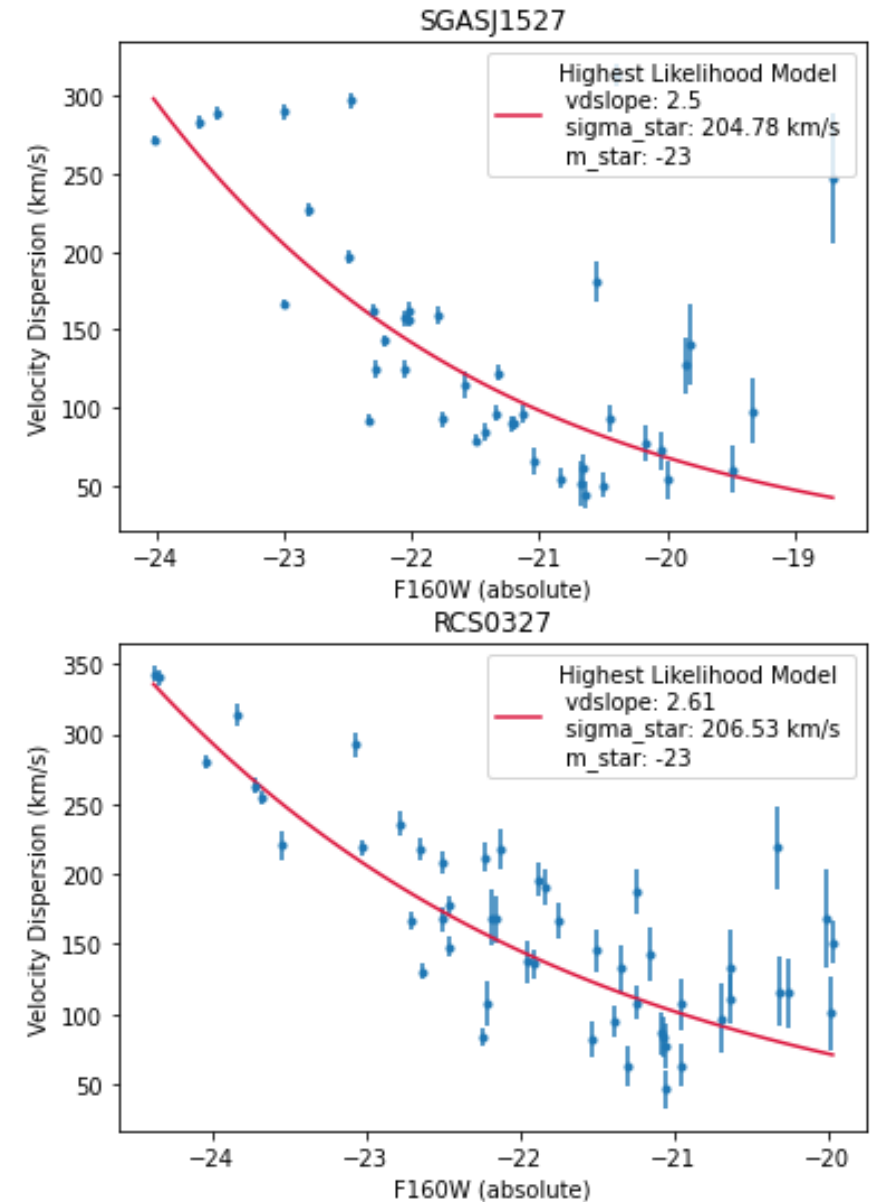 SGASJ1527
Highest Likelihood Model
vdslope: 2.5
sigma_star: 204.78 km/s
m_star: -23
300
250
200
150
100
50
Velocity Dispersion (km/s)
−24 −23 −22 −21 −20 −19
F160W (absolute)
RCS0327
Highest Likelihood Model
vdslope: 2.61
sigma_star: 206.53 km/s
m_star: -23
350
300
250
200
150
100
50
Velocity Dispersion (km/s)
−24 −23 −22 −21 −20
F160W (absolute)